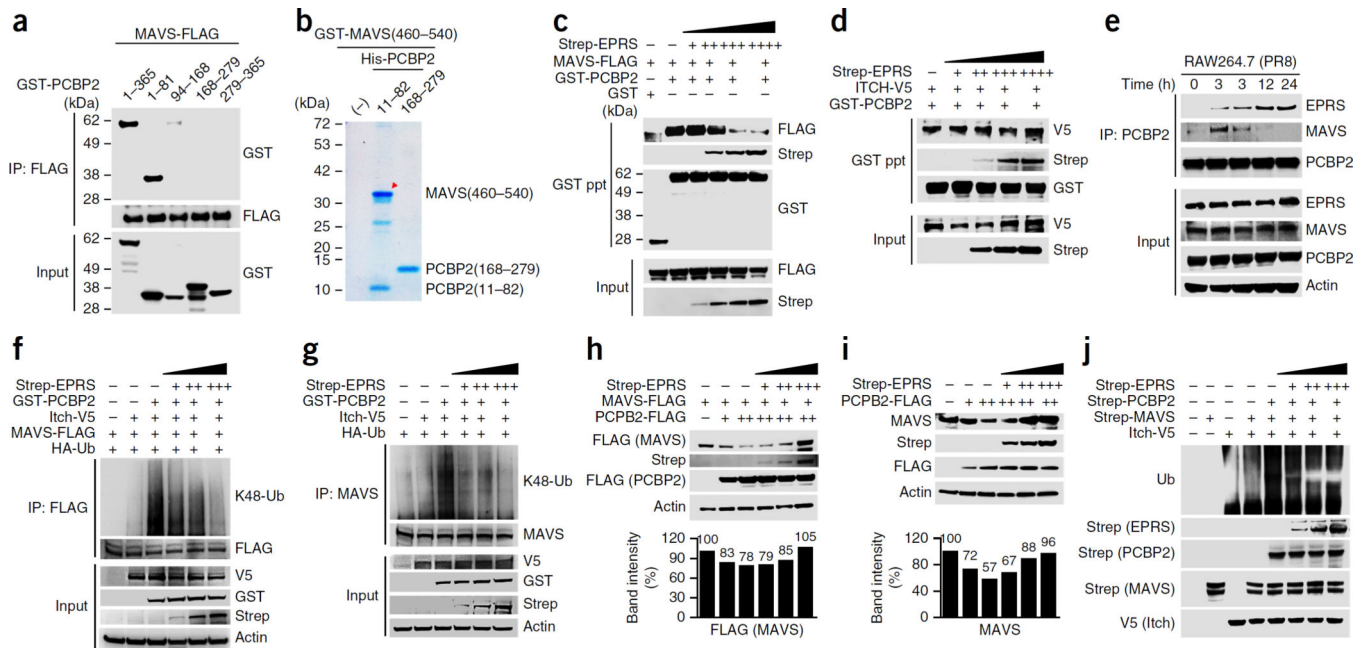 a
MAVS-FLAG
GST-PCBP2
1–365
1–81
94–168
168–279
279–365
(kDa)
62
49
38
28
IP: FLAG
GST
FLAG
Input
62
49
38
28
GST
b
GST-MAVS(460–540)
His-PCBP2
(–)
11–82
168–279
(kDa)
72
53
42
30
25
20
15
10
MAVS(460–540)
PCBP2(168–279)
PCBP2(11–82)
c
Strep-EPRS – – + ++ +++ ++++
MAVS-FLAG + + + + + +
GST-PCBP2 – + + + + +
GST + – – – – –
(kDa)
GST ppt
FLAG
Strep
62
49
38
28
GST
Input
FLAG
Strep
d
Strep-EPRS – + ++ +++ ++++
ITCH-V5 + + + + +
GST-PCBP2 + + + + +
GST ppt
V5
Strep
GST
Input
V5
Strep
e
RAW264.7 (PR8)
Time (h) 0 3 3 12 24
IP: PCBP2
EPRS
MAVS
PCBP2
Input
EPRS
MAVS
PCBP2
Actin
f
Strep-EPRS – – – + ++ +++
GST-PCBP2 – – + + + +
Itch-V5 – + + + + +
MAVS-FLAG + + + + + +
HA-Ub + + + + + +
IP: FLAG
K48-Ub
FLAG
Input
V5
GST
Strep
Actin
g
Strep-EPRS – – – + ++ +++
GST-PCBP2 – – + + + +
Itch-V5 – + + + + +
HA-Ub + + + + + +
IP: MAVS
K48-Ub
MAVS
Input
V5
GST
Strep
Actin
h
Strep-EPRS – – – + ++ +++
MAVS-FLAG + + + + + +
PCPB2-FLAG – + ++ ++ ++ ++
FLAG (MAVS)
Strep
FLAG (PCBP2)
Actin
Band intensity (%)
120
90
60
30
0
100
83
78
79
85
105
FLAG (MAVS)
i
Strep-EPRS – – – + ++ +++
PCPB2-FLAG – + ++ ++ ++ ++
MAVS
Strep
FLAG
Actin
Band intensity (%)
120
90
60
30
0
100
72
57
67
88
96
MAVS
j
Strep-EPRS – – – – + ++ +++
Strep-PCBP2 – – – + + + +
Strep-MAVS – + – + + + + +
Itch-V5 – – + + + + + +
Ub
Strep (EPRS)
Strep (PCBP2)
Strep (MAVS)
V5 (Itch)